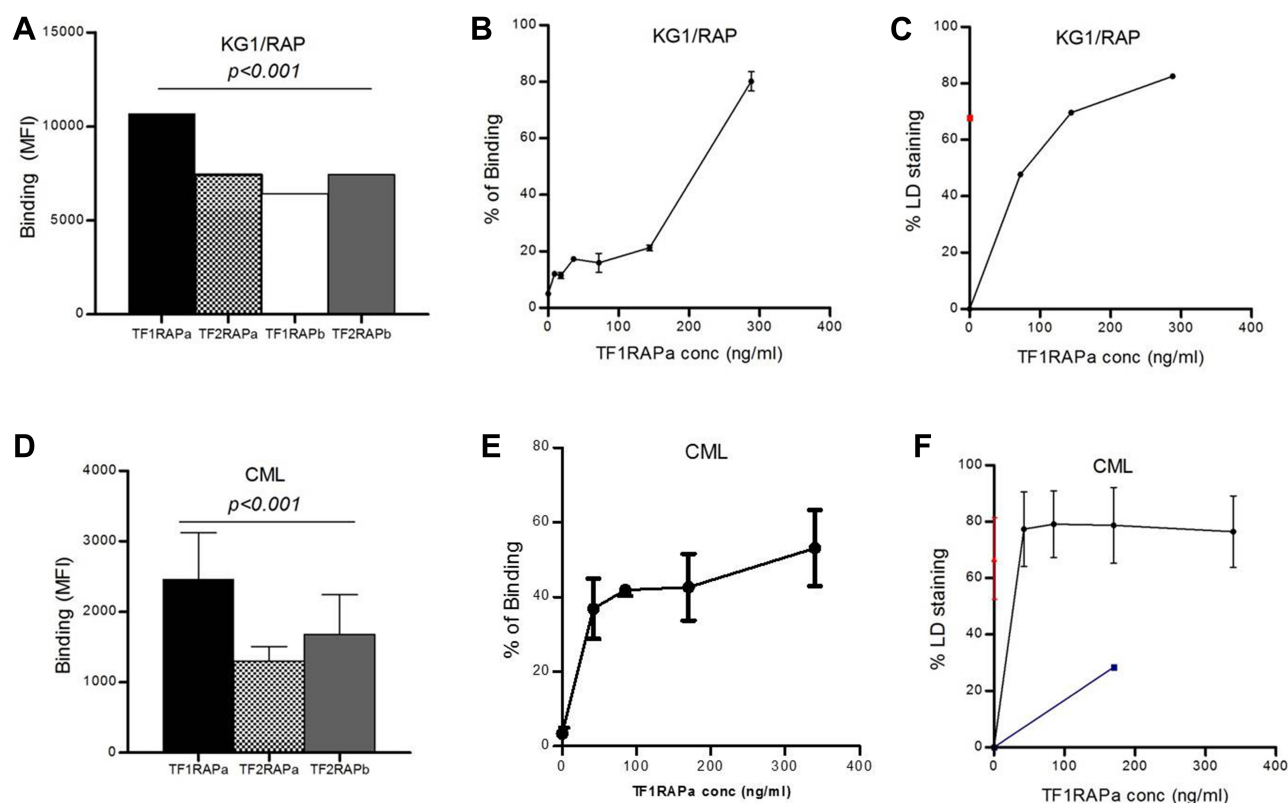 A
KG1/RAP
p<0.001
15000
10000
5000
0
Binding (MFI)
TF1RAPa TF2RAPa TF1RAPb TF2RAPb
B
KG1/RAP
100
80
60
40
20
0
% of Binding
0 100 200 300 400
TF1RAPa conc (ng/ml)
C
KG1/RAP
100
80
60
40
20
0
% LD staining
0 100 200 300 400
TF1RAPa conc (ng/ml)
D
CML
p<0.001
4000
3000
2000
1000
0
Binding (MFI)
TF1RAPa TF2RAPa TF2RAPb
E
CML
80
60
40
20
0
% of Binding
0 100 200 300 400
TF1RAPa conc (ng/ml)
F
CML
100
80
60
40
20
0
% LD staining
0 100 200 300 400
TF1RAPa conc (ng/ml)